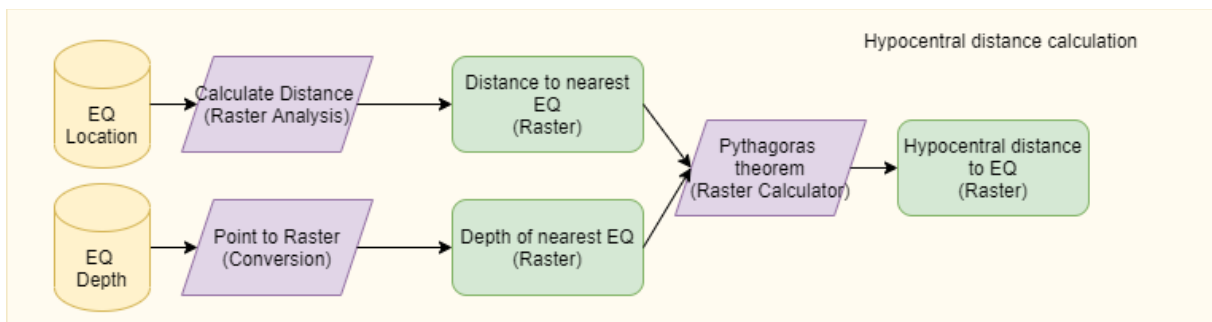 Hypocentral distance calculation
EQ
Location
Calculate Distance
(Raster Analysis)
Distance to nearest
EQ
(Raster)
EQ
Depth
Point to Raster
(Conversion)
Depth of nearest EQ
(Raster)
Pythagoras
theorem
(Raster Calculator)
Hypocentral distance
to EQ
(Raster)